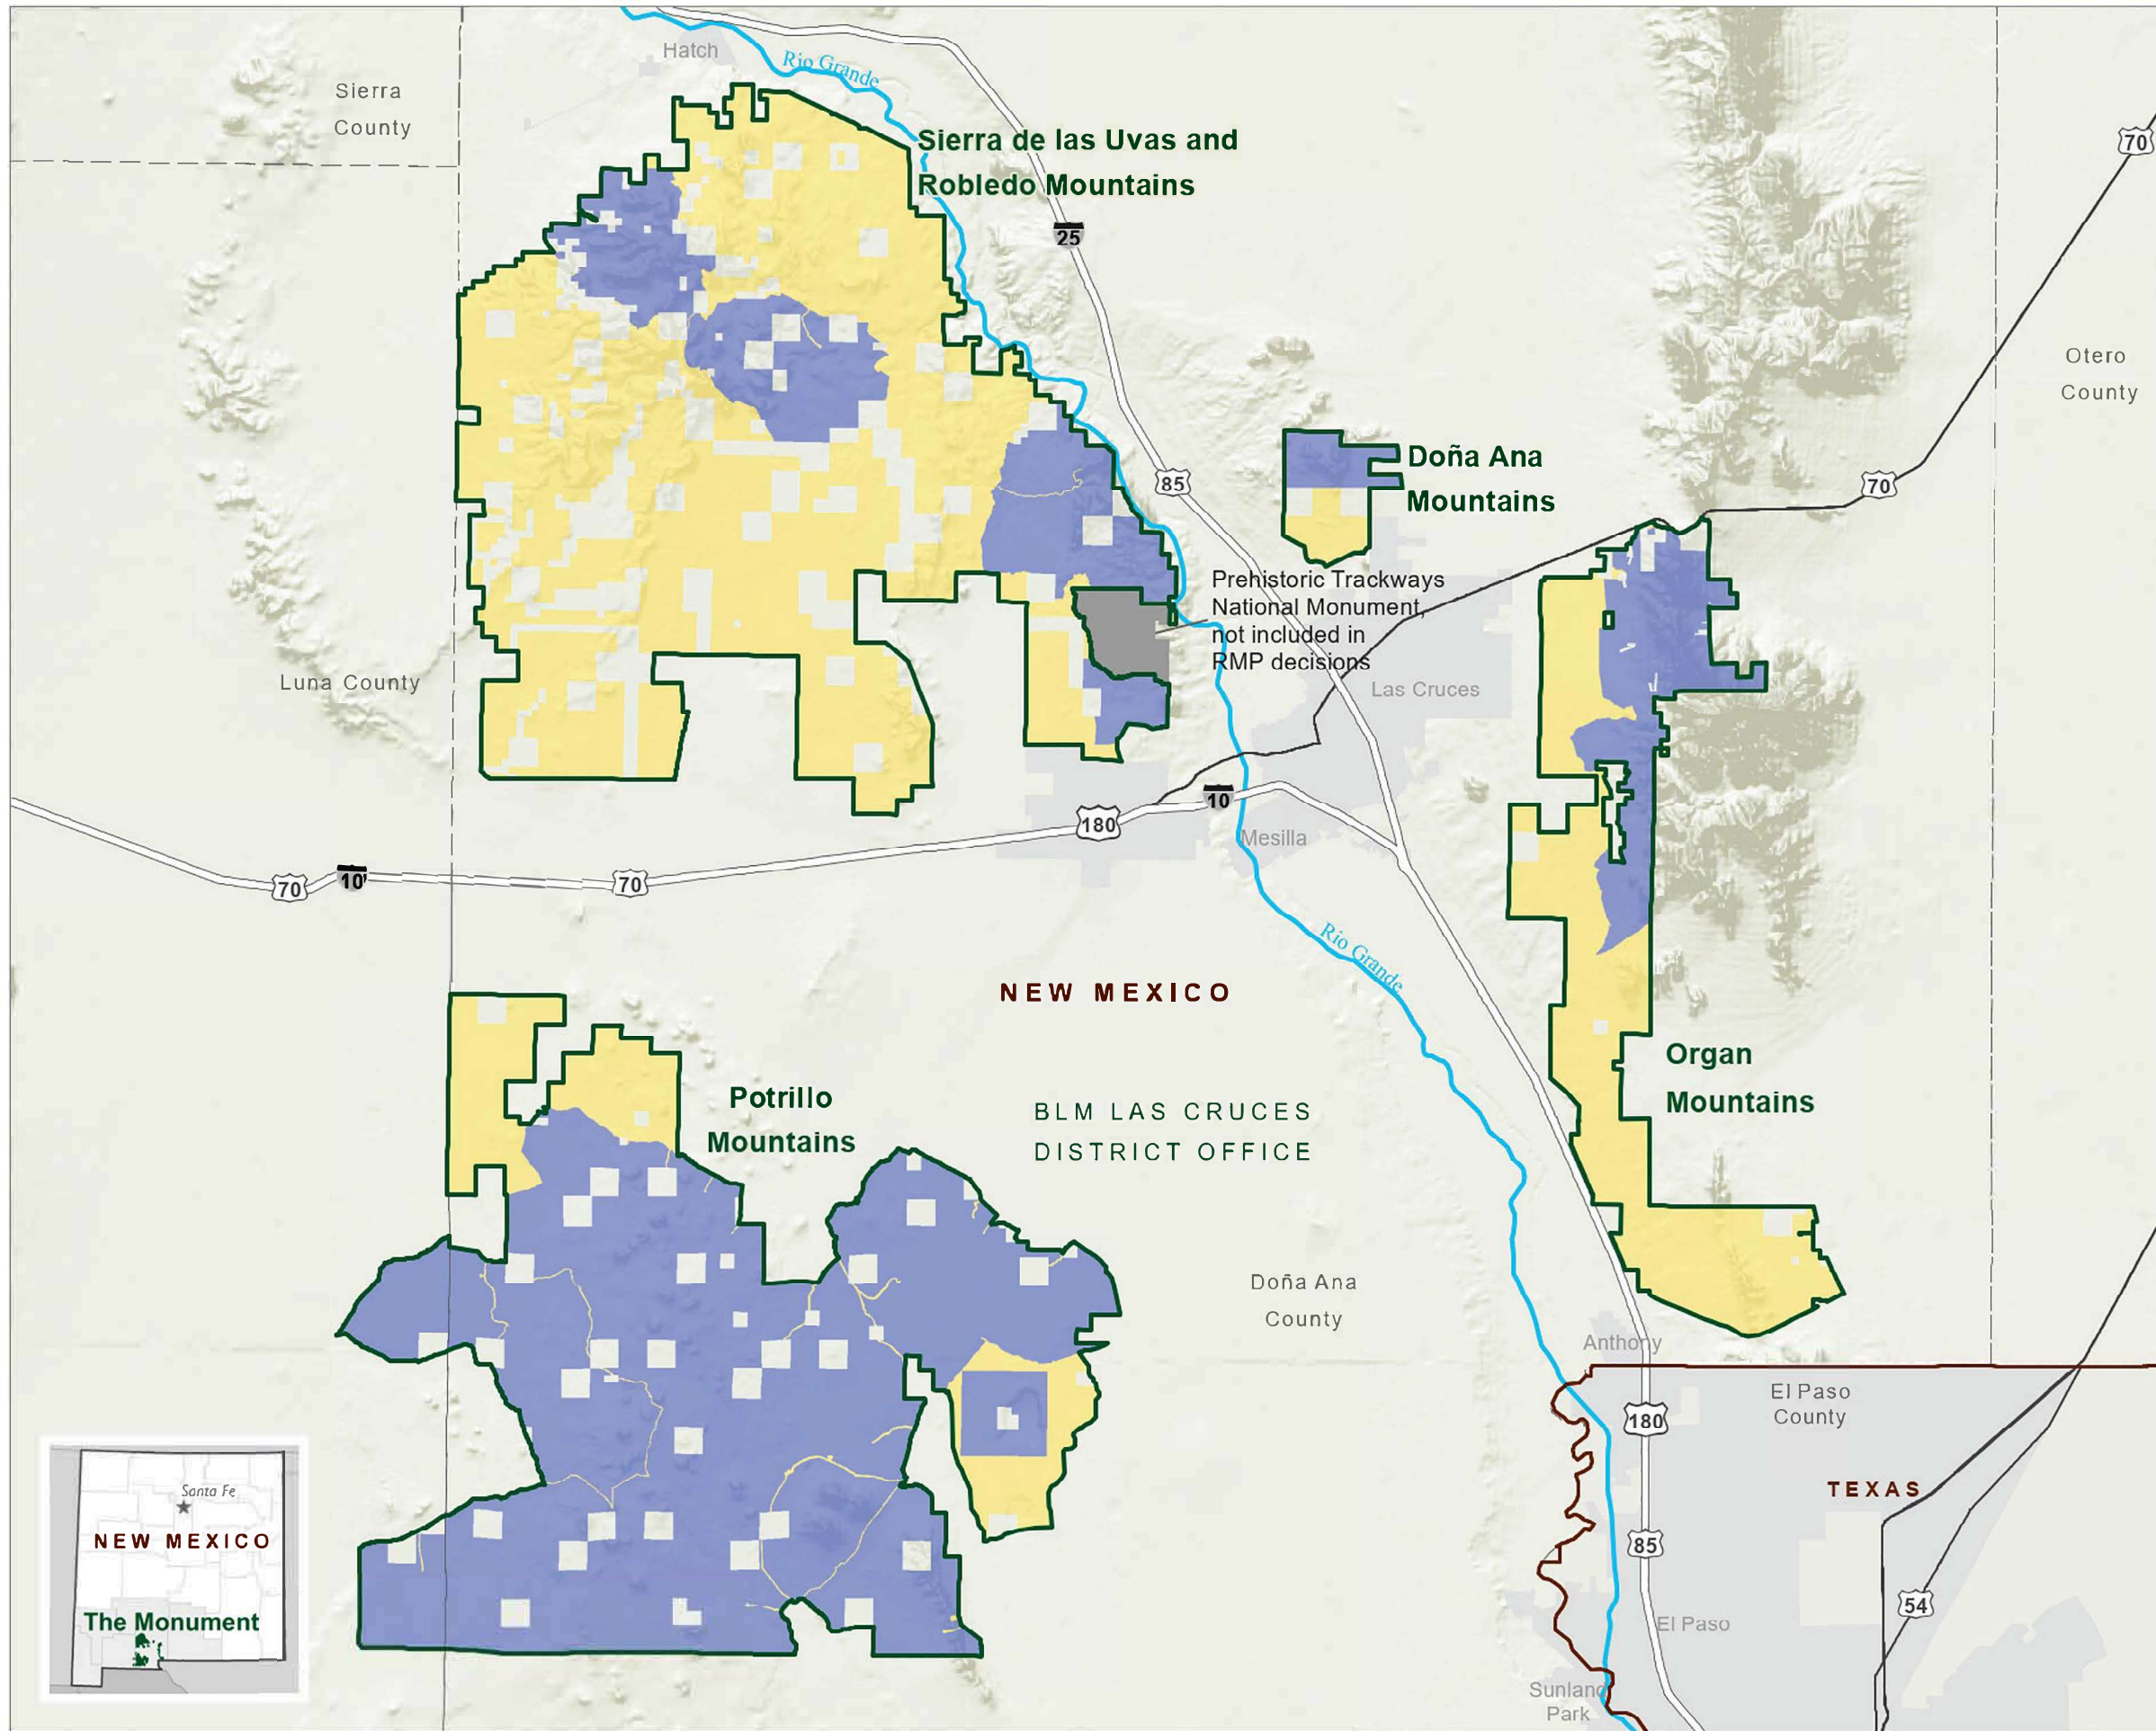 Hatch
Rio Grande
Sierra
County
Sierra de las Uvas and
Robledo Mountains
70
25
Otero
County
85
Doña Ana
Mountains
70
Prehistoric Trackways
National Monument,
not included in
RMP decisions
Luna County
Las Cruces
10
180
Mesilla
70
10
70
Rio Grande
NEW MEXICO
Organ
Mountains
Potrillo
Mountains
BLM LAS CRUCES
DISTRICT OFFICE
Doña Ana
County
Anthony
El Paso
County
180
TEXAS
Santa Fe
NEW MEXICO
The Monument
85
54
El Paso
Sunland
Park